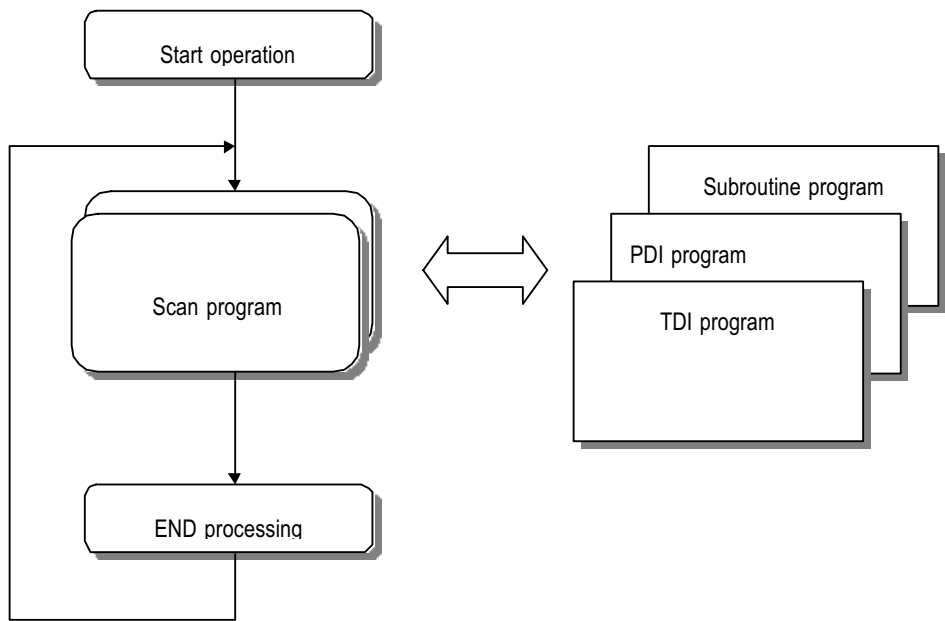 Start operation
Subroutine program
PDI program
Scan program
TDI program
END processing